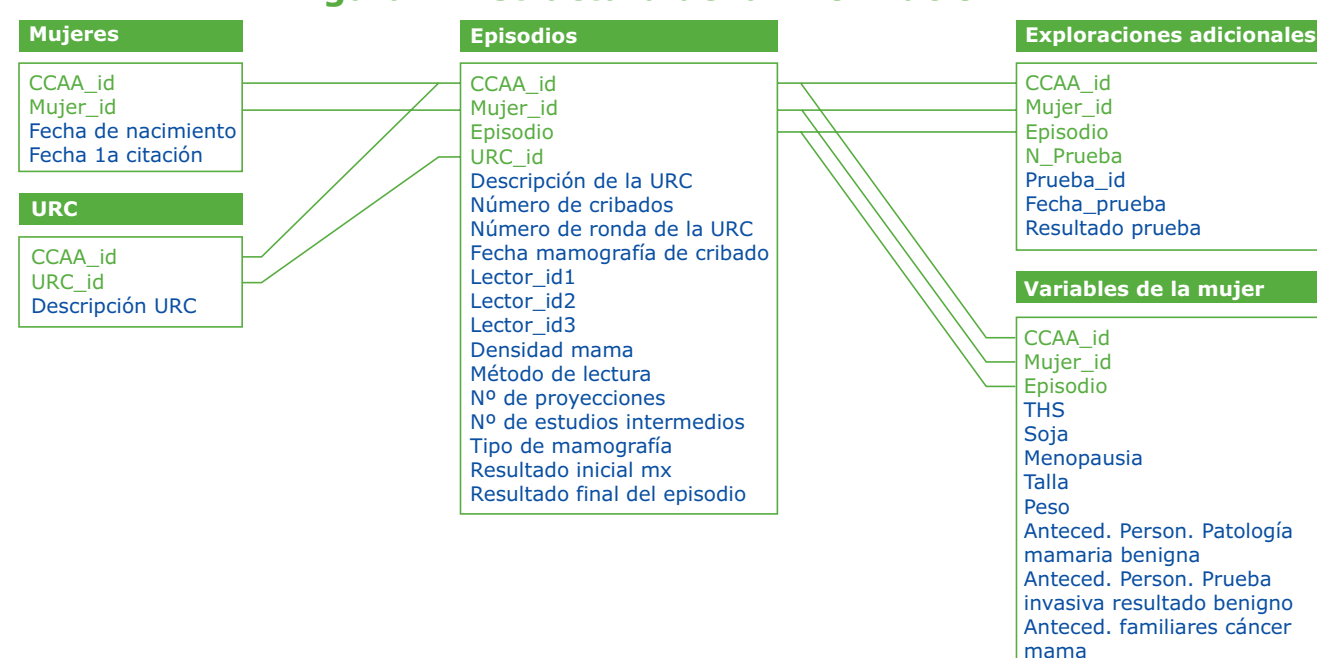 Mujeres
CCAA_id
Mujer_id
Fecha de nacimiento
Fecha 1a citación
URC
CCAA_id
URC_id
Descripción URC
Episodios
CCAA_id
Mujer_id
Episodio
URC_id
Descripción de la URC
Número de cribados
Número de ronda de la URC
Fecha mamografía de cribado
Lector_id1
Lector_id2
Lector_id3
Densidad mama
Método de lectura
Nº de proyecciones
Nº de estudios intermedios
Tipo de mamografía
Resultado inicial mx
Resultado final del episodio
Exploraciones adicionales
CCAA_id
Mujer_id
Episodio
N_Prueba
Prueba_id
Fecha_prueba
Resultado prueba
Variables de la mujer
CCAA_id
Mujer_id
Episodio
THS
Soja
Menopausia
Talla
Peso
Anteced. Person. Patología
mamaria benigna
Anteced. Person. Prueba
invasiva resultado benigno
Anteced. familiares cáncer
mama